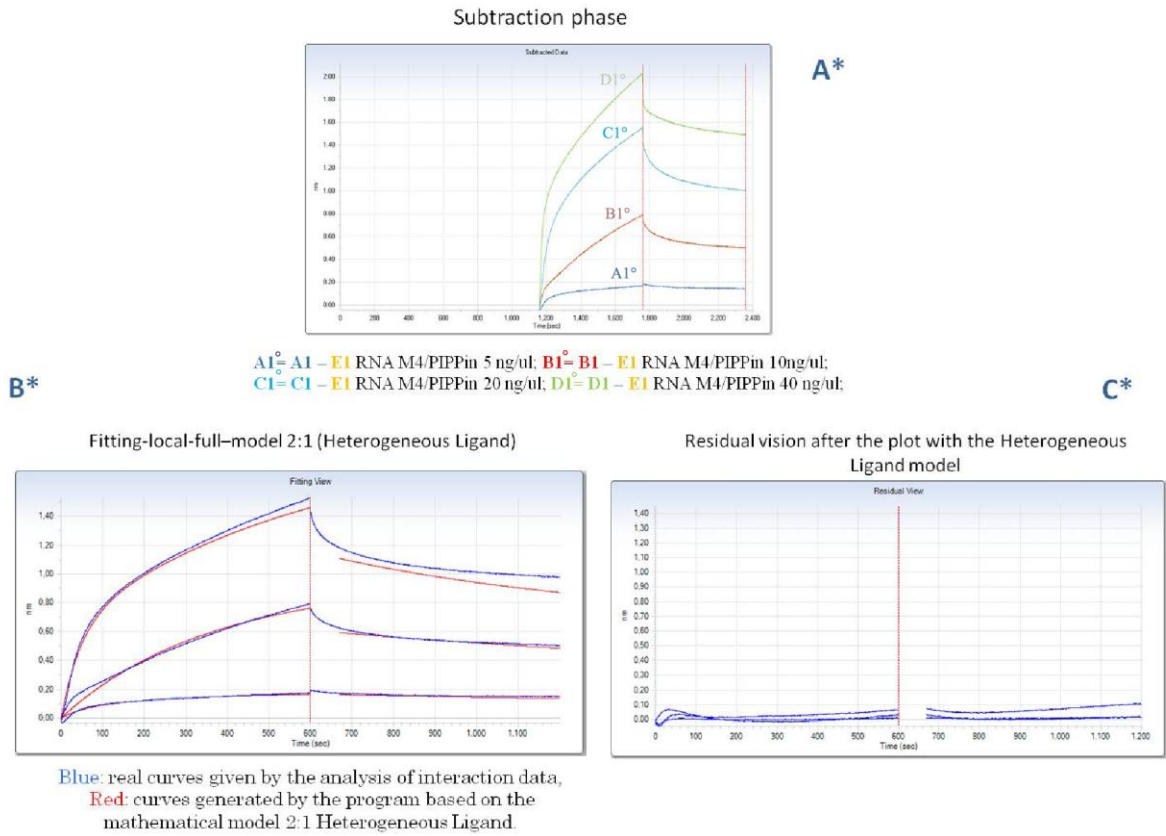 Subtraction phase
A*
Subtracted Data
2.00
1.80
1.60
1.40
1.20
1.00
0.80
0.60
0.40
0.20
0.00
nm
D1°
C1°
B1°
A1°
0 200 400 600 800 1,000 1,200 1,400 1,600 1,800 2,000 2,200 2,400
Time (sec)
A1°= A1 – E1 RNA M4/PIPPin 5 ng/ul; B1°= B1 – E1 RNA M4/PIPPin 10ng/ul;
C1°= C1 – E1 RNA M4/PIPPin 20 ng/ul; D1°= D1 – E1 RNA M4/PIPPin 40 ng/ul;
B*
C*
Fitting-local-full–model 2:1 (Heterogeneous Ligand)
Fitting View
1,40
1,20
1,00
0,80
0,60
0,40
0,20
0,00
nm
0 100 200 300 400 500 600 700 800 900 1.000 1.100
Time (sec)
Blue: real curves given by the analysis of interaction data,
Red: curves generated by the program based on the
mathematical model 2:1 Heterogeneous Ligand.
Residual vision after the plot with the Heterogeneous
Ligand model
Residual View
1,40
1,30
1,20
1,10
1,00
0,90
0,80
0,70
0,60
0,50
0,40
0,30
0,20
0,10
0,00
nm
0 100 200 300 400 500 600 700 800 900 1.000 1.100 1.200
Time (sec)